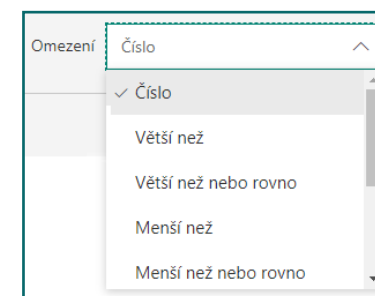 Omezení Číslo
Číslo
Větší než
Větší než nebo rovno
Menší než
Menší než nebo rovno